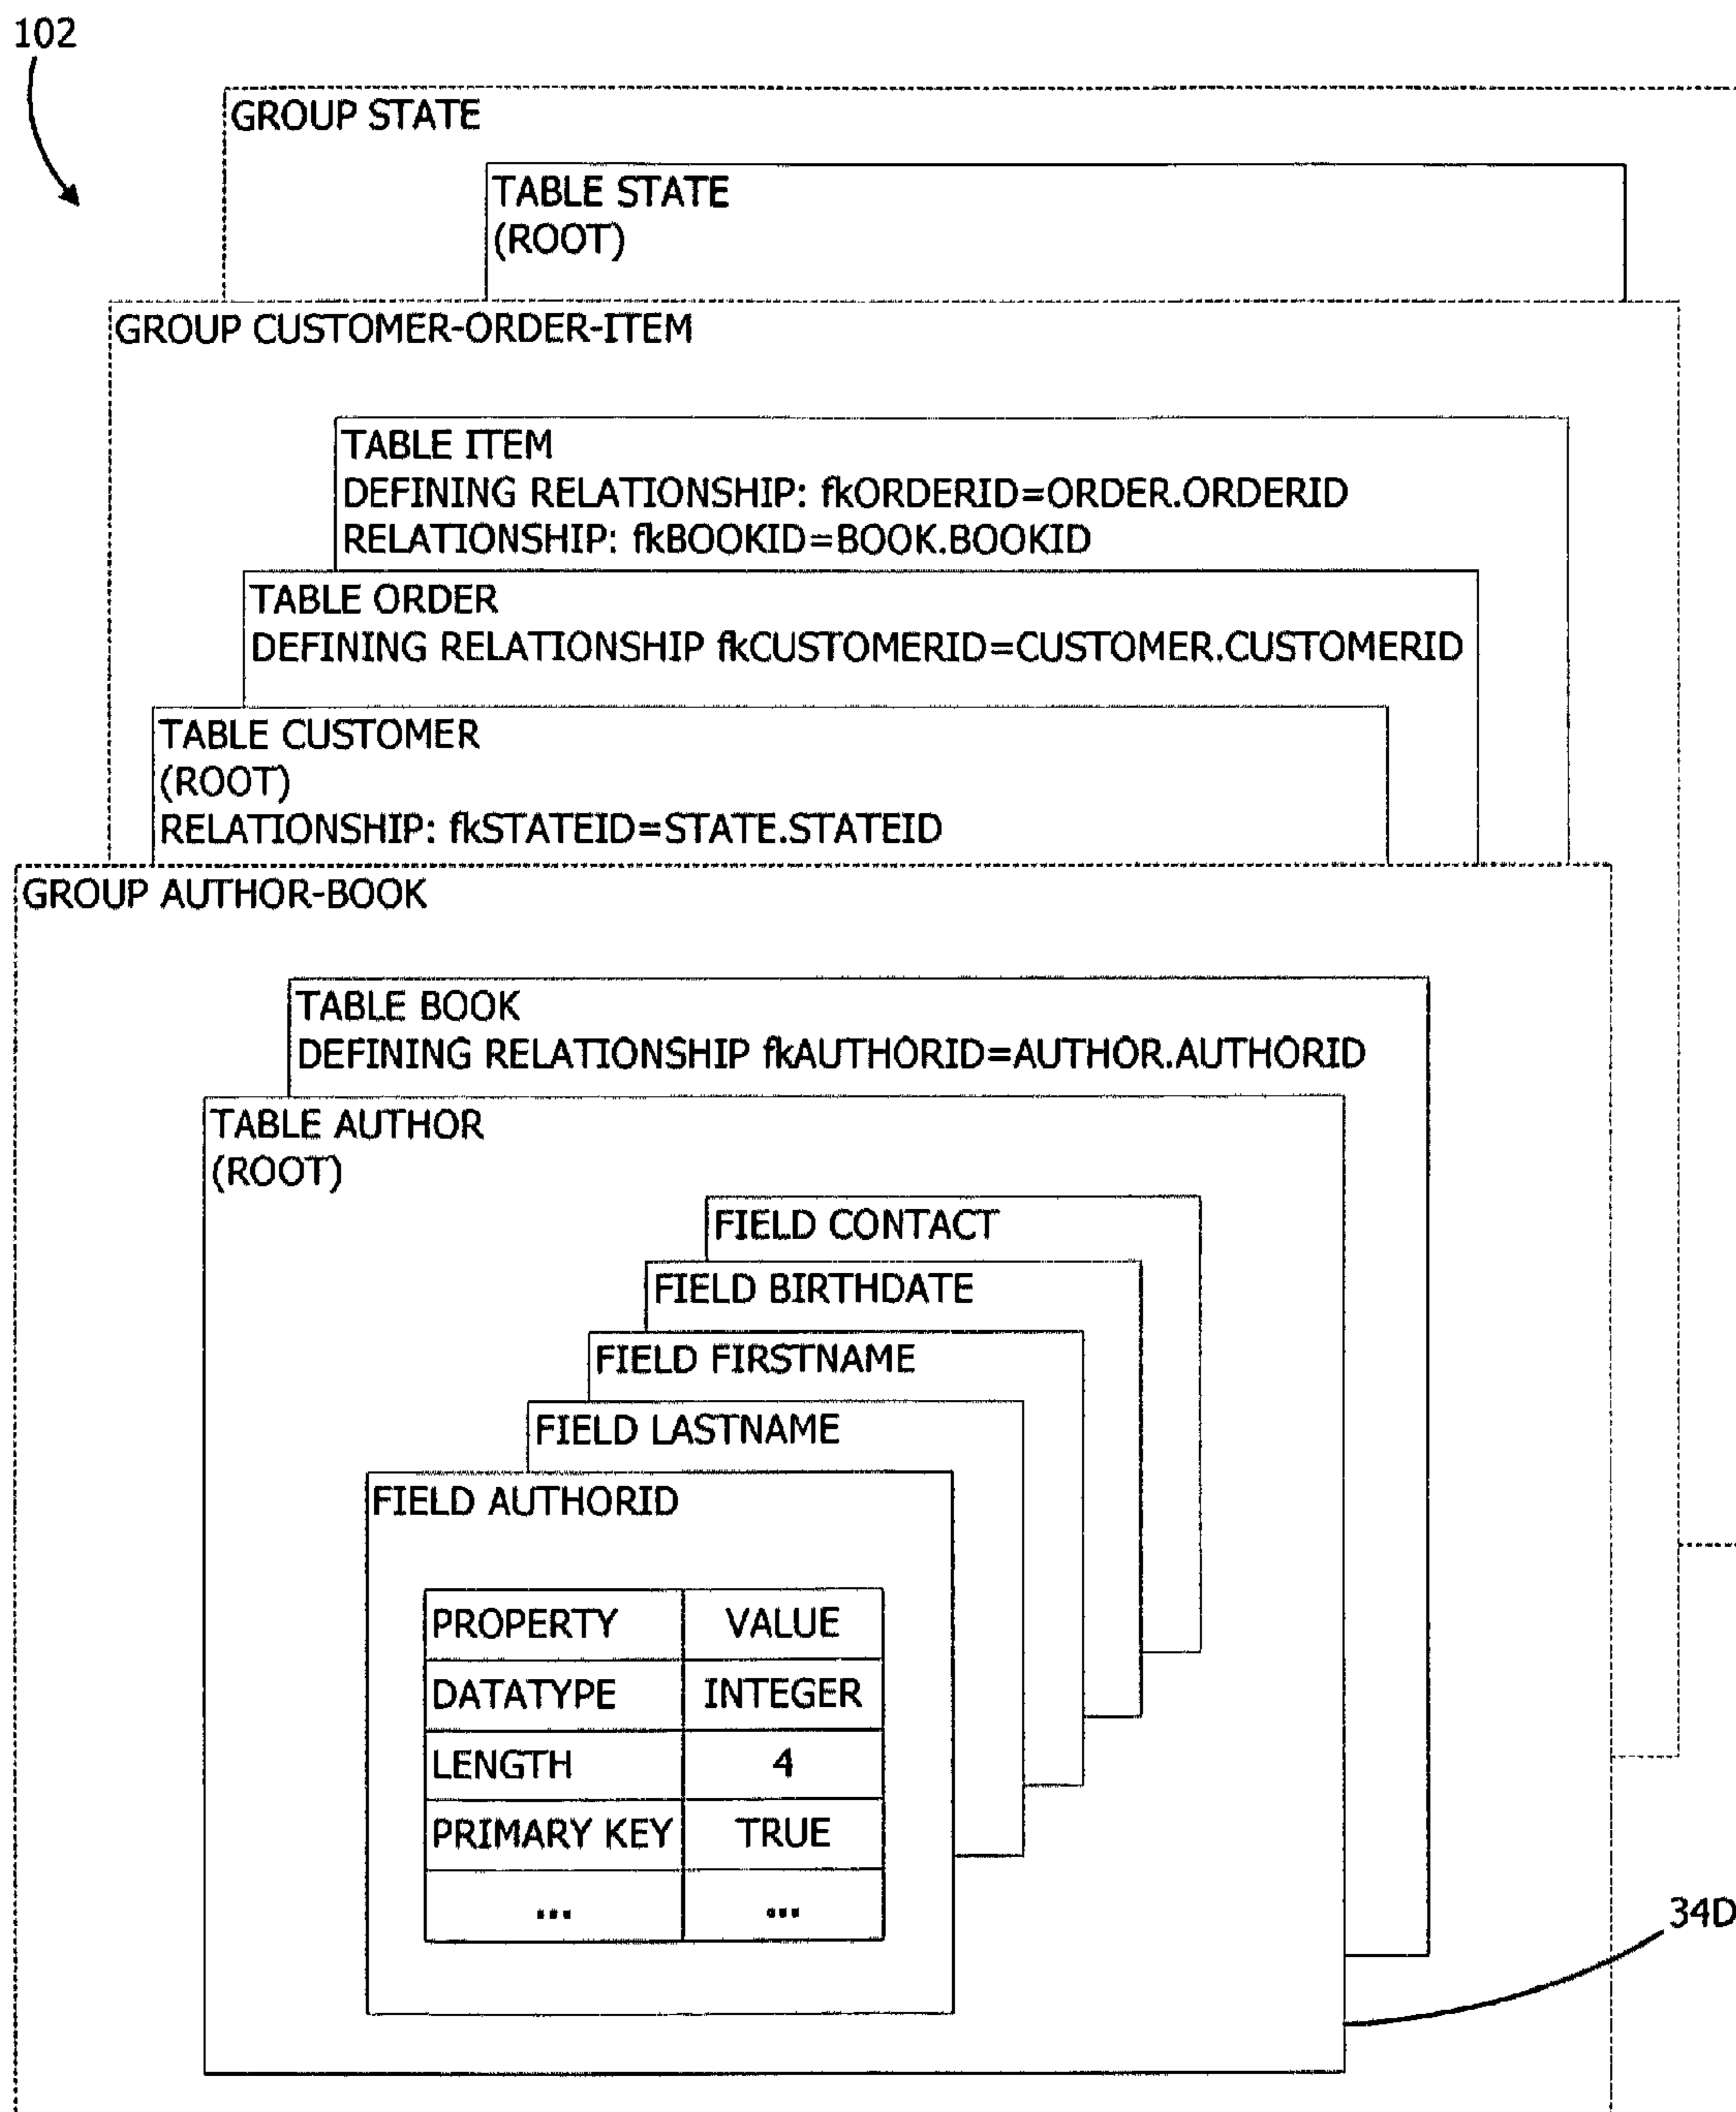 102
GROUP STATE
TABLE STATE
(ROOT)
GROUP CUSTOMER-ORDER-ITEM
TABLE ITEM
DEFINING RELATIONSHIP: fkORDERID=ORDER.ORDERID
RELATIONSHIP: fkBOOKID=BOOK.BOOKID
TABLE ORDER
DEFINING RELATIONSHIP fkCUSTOMERID=CUSTOMER.CUSTOMERID
TABLE CUSTOMER
(ROOT)
RELATIONSHIP: fkSTATEID=STATE.STATEID
GROUP AUTHOR-BOOK
TABLE BOOK
DEFINING RELATIONSHIP fkAUTHORID=AUTHOR.AUTHORID
TABLE AUTHOR
(ROOT)
FIELD CONTACT
FIELD BIRTHDATE
FIELD FIRSTNAME
FIELD LASTNAME
FIELD AUTHORID
PROPERTY VALUE
DATATYPE INTEGER
LENGTH 4
PRIMARY KEY TRUE
... ...
34D